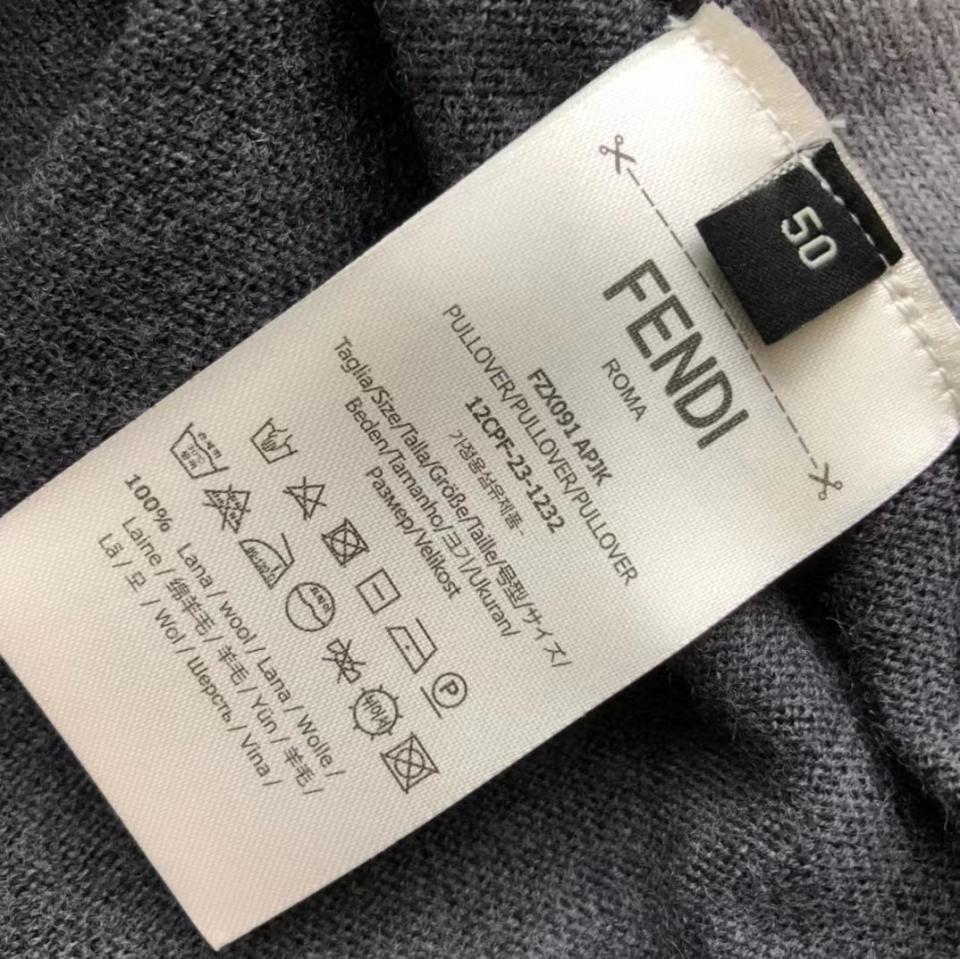 50
FENDI
ROMA
FZX091 APJK
PULLOVER/PULLOVER/PULLOVER
12CPF-23-1232
가정용 섬유제품-
Taglia/Size/Talla/Größe/Taille/号型/サイズ/
Beden/Tamanho/크기/Ukuran/
Размер/Velikost
P
100% Lana / wool / Lana / Wolle /
Laine / 绵羊毛 / 羊毛 / Yün / 羊毛 /
Lã / 모 / Wol / Шерсть / Vlna /